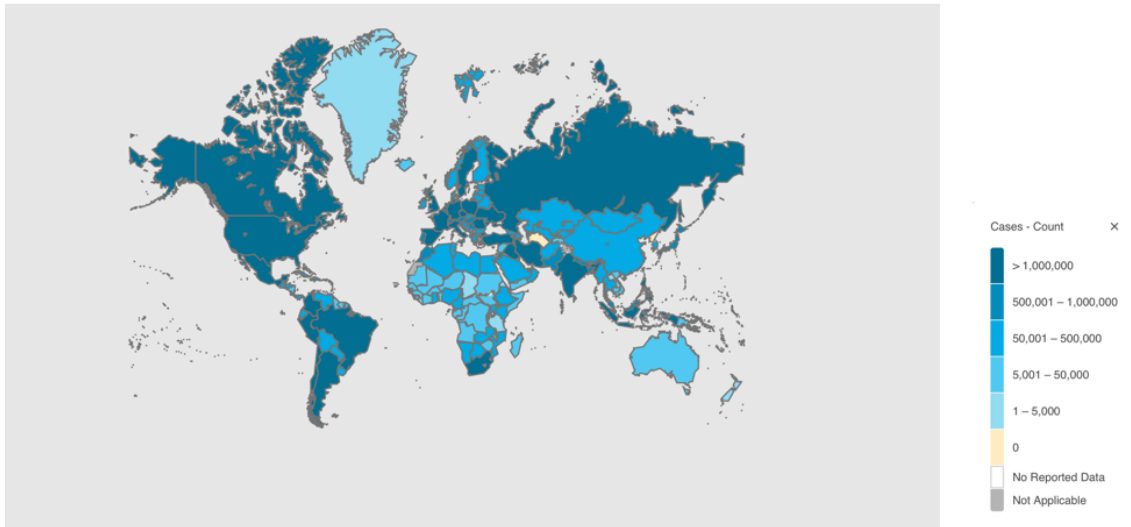 Cases - Count ×
> 1,000,000
500,001 – 1,000,000
50,001 – 500,000
5,001 – 50,000
1 – 5,000
0
No Reported Data
Not Applicable